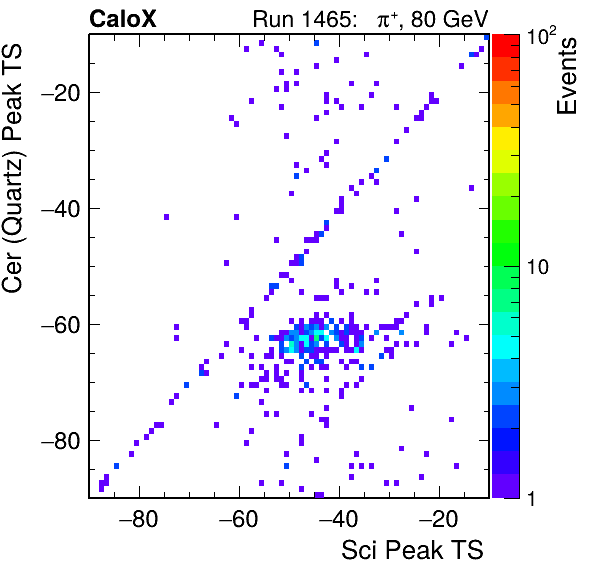 CaloX Run 1465: π⁺, 80 GeV
Cer (Quartz) Peak TS
−20
−40
−60
−80
−80 −60 −40 −20
Sci Peak TS
10²
10
1
Events